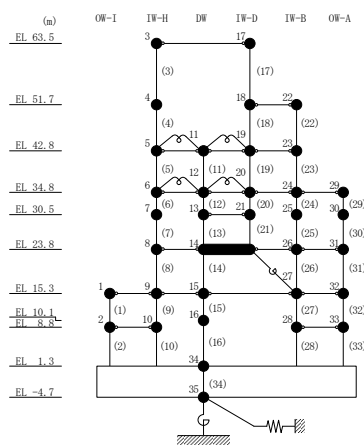 (m) OW-I IW-H DW IW-D IW-B OW-A
EL 63.5 3 17
(3) (17)
EL 51.7 4 18 22
(4) (18) (22)
11 19
EL 42.8 5 23
(5) (11) (19) (23)
12 20
EL 34.8 6 24 29
(6) (12) (20) (24) (29)
EL 30.5 7 13 21 25 30
(7) (13) (21) (25) (30)
EL 23.8 8 14 26 31
(8) (14) (26) (31)
27
EL 15.3 1 9 15 32
(1) (9) (15) (27) (32)
EL 10.1 16
EL 8.8 2 10 28 33
(2) (10) (16) (28) (33)
EL 1.3 34
(34)
EL -4.7 35